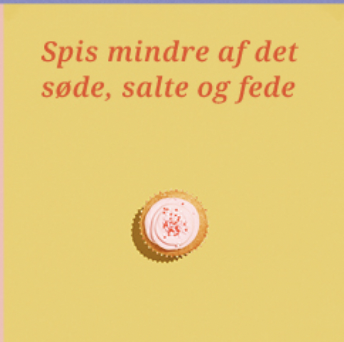 Spis mindre af det
søde, salte og fede